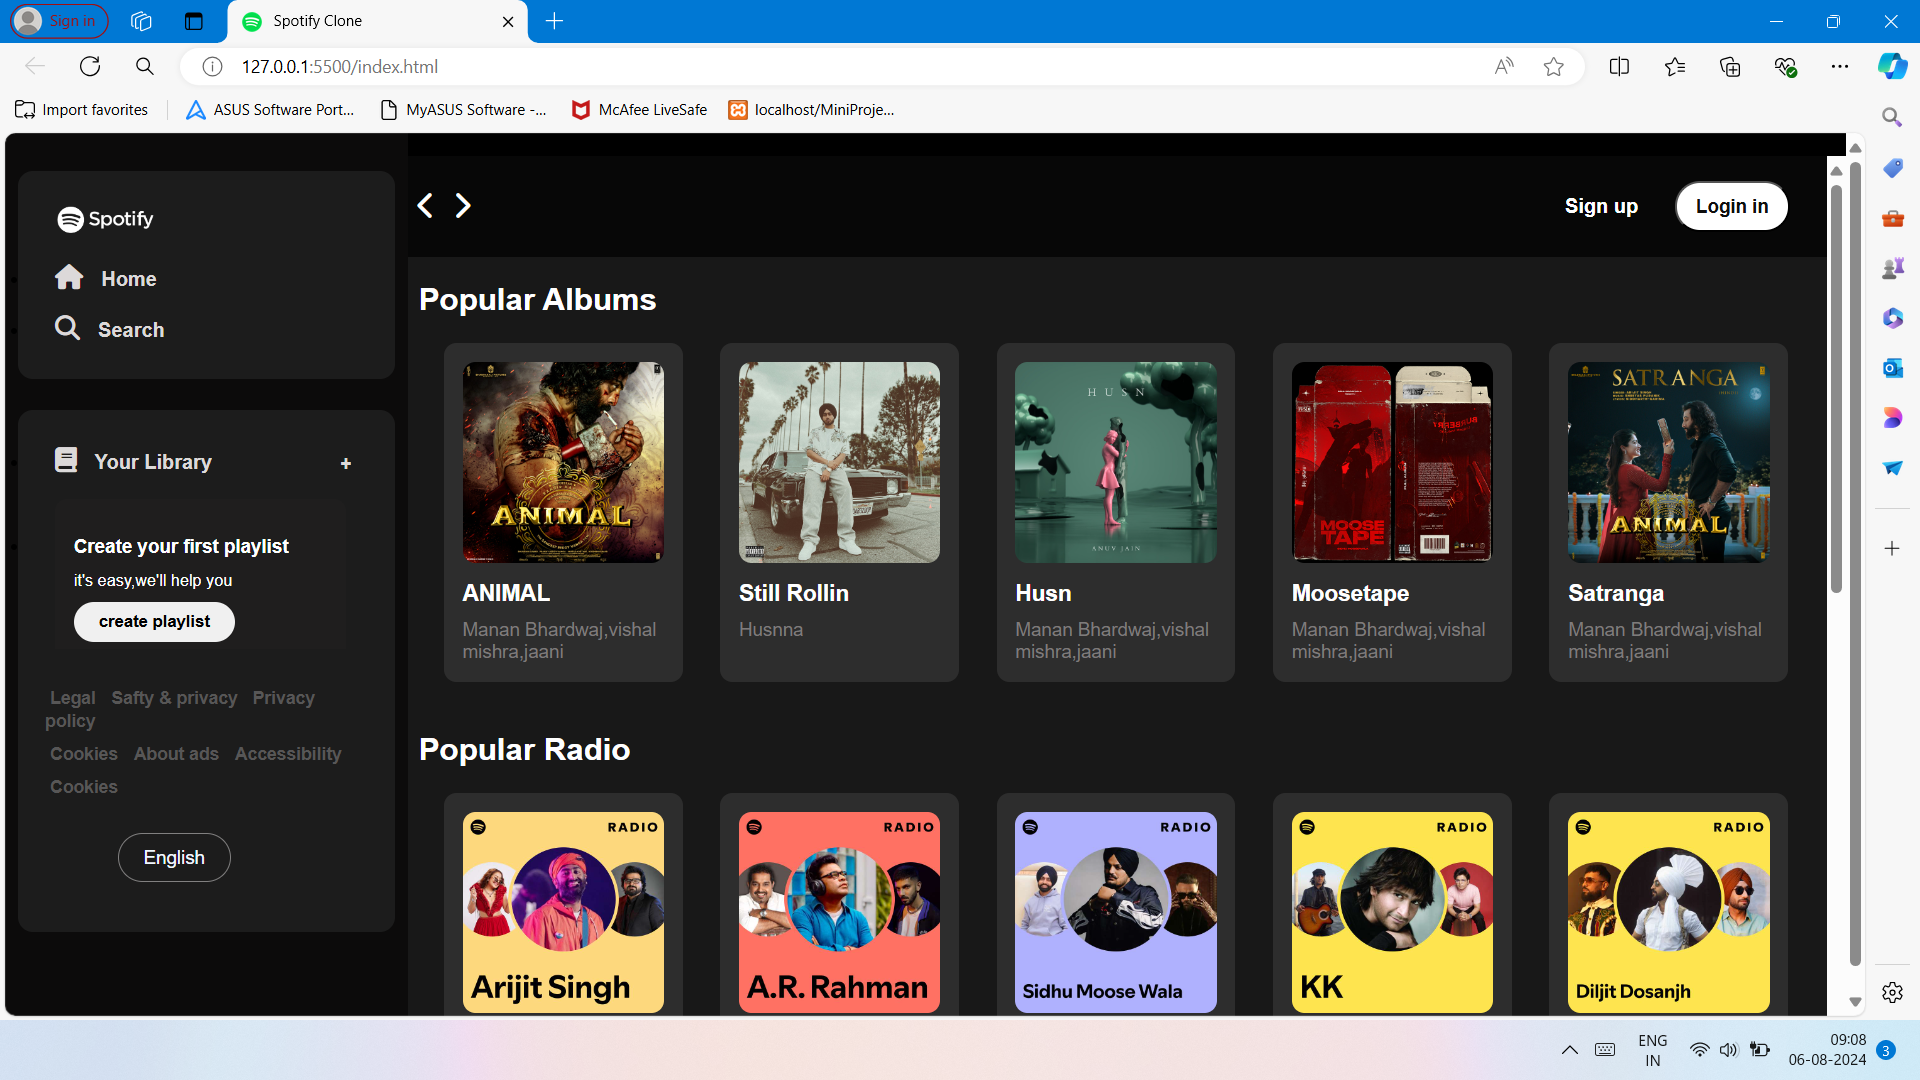 Sign in
Spotify Clone
127.0.0.1:5500/index.html
Import favorites
ASUS Software Port...
MyASUS Software -...
McAfee LiveSafe
localhost/MiniProje...
Spotify
Home
Search
Your Library
+
Create your first playlist
it's easy,we'll help you
create playlist
Legal Safty & privacy Privacy
policy
Cookies About ads Accessibility
Cookies
English
Sign up
Login in
Popular Albums
ANIMAL
HUSN
ANUV JAIN
MOOSE
TAPE
SATRANGA
ANIMAL
ANIMAL
Manan Bhardwaj,vishal
mishra,jaani
Still Rollin
Husnna
Husn
Manan Bhardwaj,vishal
mishra,jaani
Moosetape
Manan Bhardwaj,vishal
mishra,jaani
Satranga
Manan Bhardwaj,vishal
mishra,jaani
Popular Radio
RADIO
Arijit Singh
RADIO
A.R. Rahman
RADIO
Sidhu Moose Wala
RADIO
KK
RADIO
Diljit Dosanjh
ENG
IN
09:08
06-08-2024
3